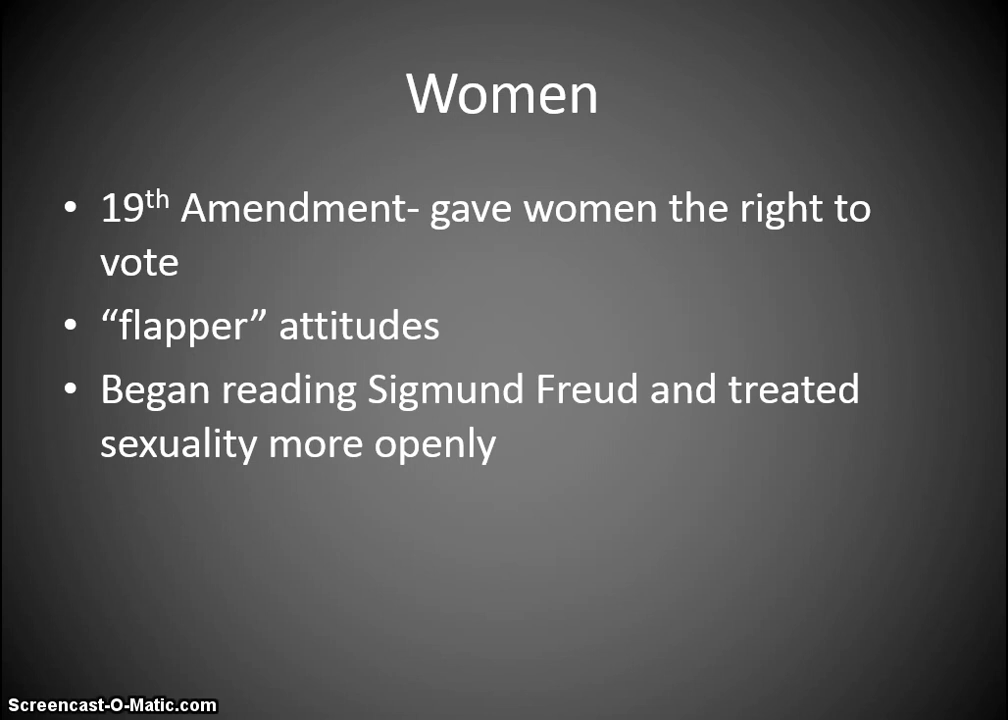 Women
• 19th Amendment- gave women the right to
vote
• “flapper” attitudes
• Began reading Sigmund Freud and treated
sexuality more openly
Screencast-O-Matic.com